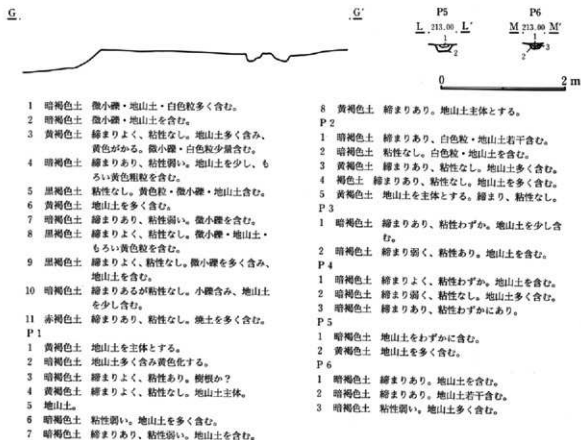 G.
.G′
P5
P6
L .213.00 .L′
M .213.00 M′
1
2
1
3
2
0
2 m
1 暗褐色土 微小礫・地山土・白色粒多く含む。
2 暗褐色土 微小礫・地山土を含む。
3 黄褐色土 締まりよく、粘性なし。地山土多く含み、
黄色がかる。微小礫・白色粒少量含む。
4 暗褐色土 締まりあり、粘性弱い。地山土を少し、も
ろい黄色粗粒を含む。
5 黒褐色土 粘性なし。黄色粒・微小礫・地山土含む。
6 黄褐色土 地山土を多く含む。
7 暗褐色土 締まりあり、粘性弱い。微小礫を含む。
8 黒褐色土 締まりよく、粘性なし。微小礫・地山土・
もろい黄色粒を含む。
9 黒褐色土 締まりよく、粘性なし。微小礫を多く含み、
地山土を含む。
10 暗褐色土 締まりあるが粘性なし。小礫含み、地山土
を少し含む。
11 赤褐色土 締まりあり、粘性なし。焼土を多く含む。
P 1
1 黄褐色土 地山土を主体とする。
2 暗褐色土 地山土多く含み黄色化する。
3 暗褐色土 締まりよく、粘性あり。樹根か？
4 黄褐色土 締まりよく、粘性なし。地山土主体。
5 地山土。
6 暗褐色土 粘性弱い。地山土を多く含む。
7 暗褐色土 締まりあり、粘性弱い。地山土を含む。
8 黄褐色土 締まりあり。地山土主体とする。
P 2
1 暗褐色土 締まりあり、白色粒・地山土若干含む。
2 暗褐色土 粘性なし。白色粒・地山土を含む。
3 黄褐色土 締まりあり、粘性なし。地山土多く含む。
4 褐色土 締まりあり、粘性なし。地山土を多く含む。
5 黄褐色土 地山土を主体とする。締まり、粘性なし。
P 3
1 暗褐色土 締まりあり、粘性わずか。地山土を少し含
む。
2 暗褐色土 締まり弱く、粘性あり。地山土を含む。
P 4
1 暗褐色土 締まりよく、粘性わずか。地山土を含む。
2 暗褐色土 締まり弱く、粘性なし。地山土多く含む。
3 暗褐色土 締まりあり、粘性わずかにあり。
P 5
1 暗褐色土 地山土をわずかに含む。
2 黄褐色土 地山土を多く含む。
P 6
1 暗褐色土 締まりあり。地山土を含む。
2 暗褐色土 締まりあり。地山土若干含む。
3 暗褐色土 粘性弱い。地山土多く含む。